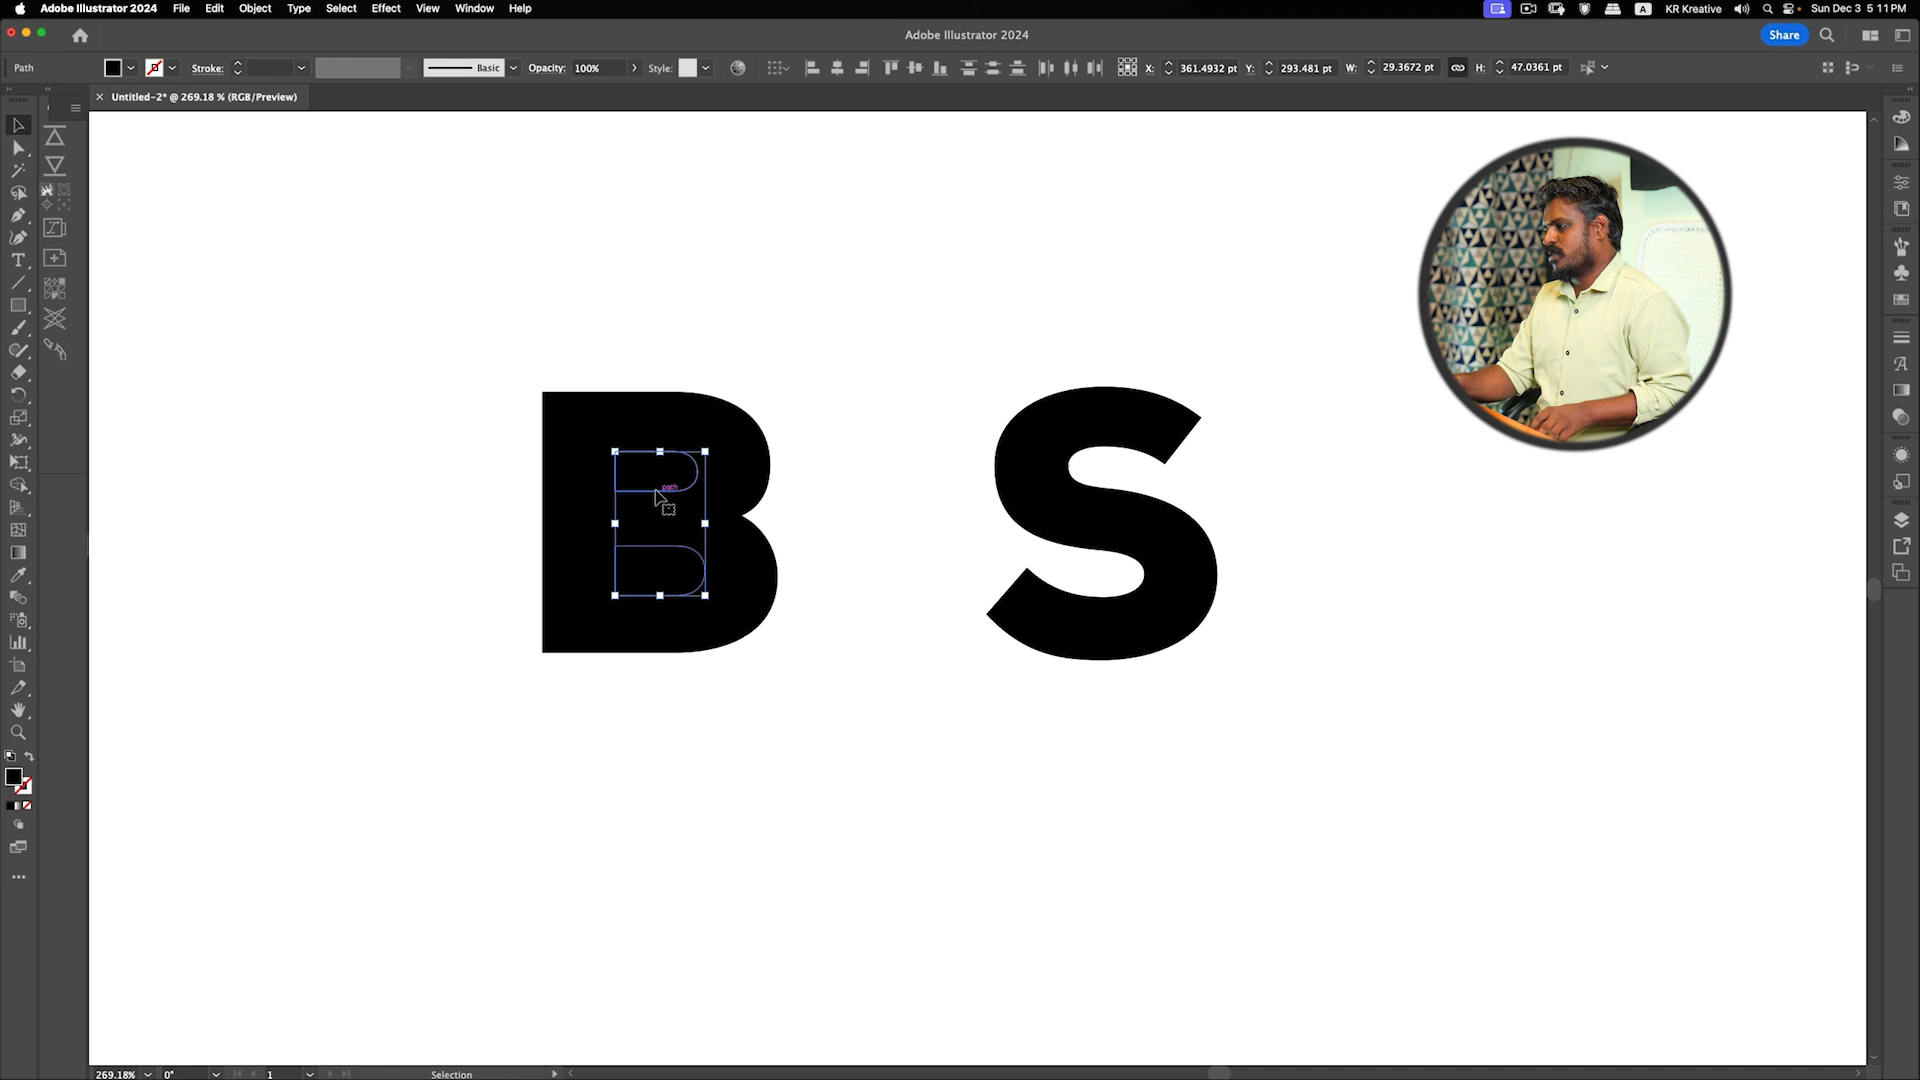 Adobe Illustrator 2024 File Edit Object Type Select Effect View Window Help A KR Kreative Sun Dec 3 5 11 PM
Adobe Illustrator 2024 Share
Path Stroke: Basic Opacity: 100% Style: X: 361.4932 pt Y: 293.481 pt W: 29.3672 pt H: 47.0361 pt
Untitled-2* @ 269.18 % (RGB/Preview)
path
B S
269.18% 0° 1 Selection